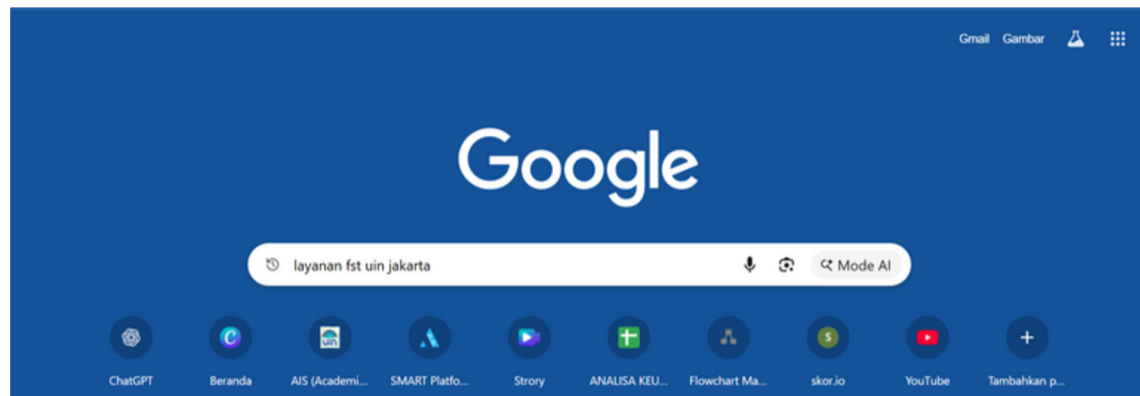 Gmail Gambar
Google
layanan fst uin jakarta Mode AI
ChatGPT Beranda AIS (Academi... SMART Platfo... Strory ANALISA KEU... Flowchart Ma... skor.io YouTube Tambahkan p...